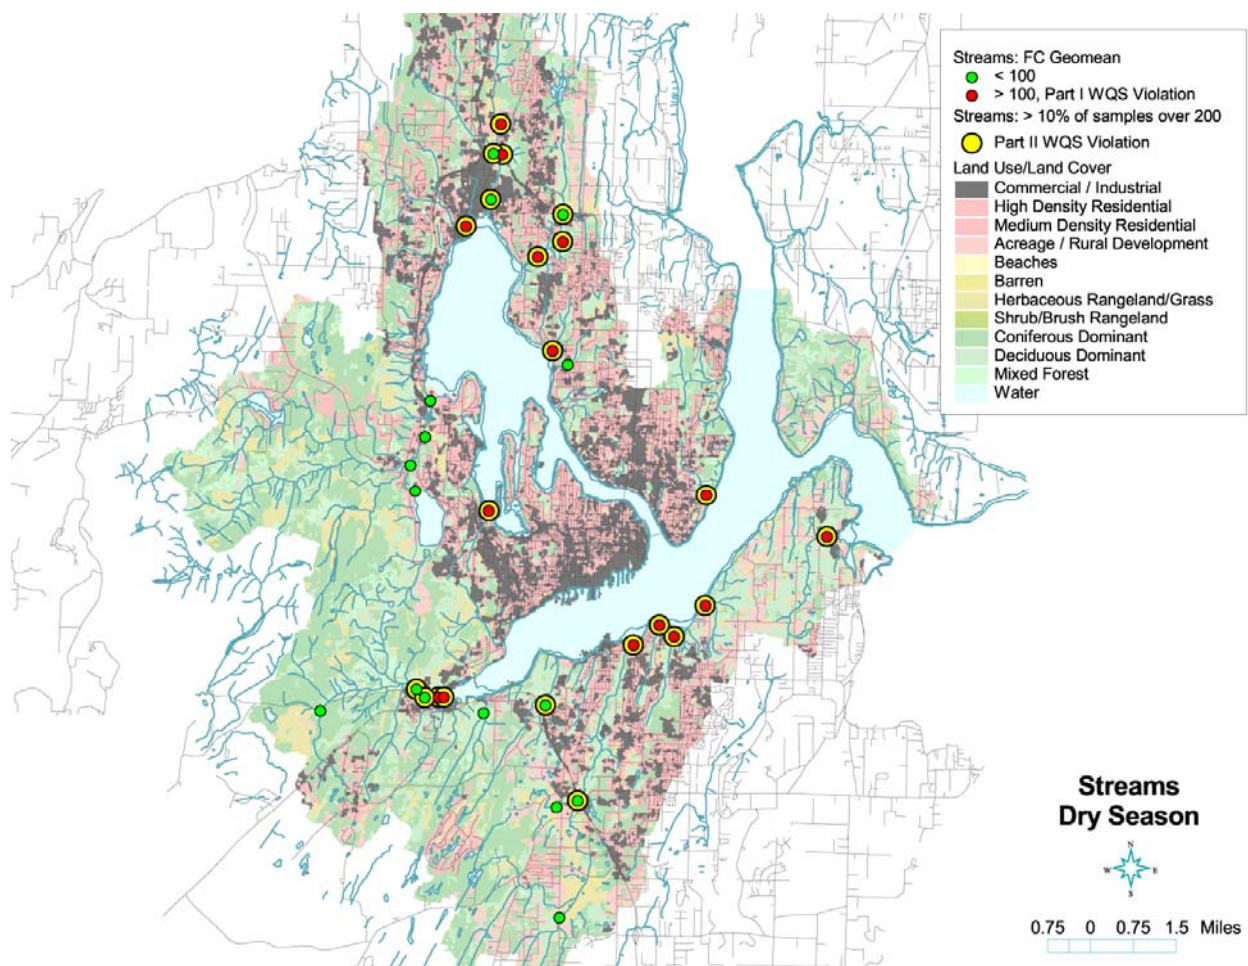 Streams: FC Geomean
< 100
> 100, Part I WQS Violation
Streams: > 10% of samples over 200
Part II WQS Violation
Land Use/Land Cover
Commercial / Industrial
High Density Residential
Medium Density Residential
Acreage / Rural Development
Beaches
Barren
Herbaceous Rangeland/Grass
Shrub/Brush Rangeland
Coniferous Dominant
Deciduous Dominant
Mixed Forest
Water
Streams
Dry Season
N
W E
S
0.75 0 0.75 1.5 Miles